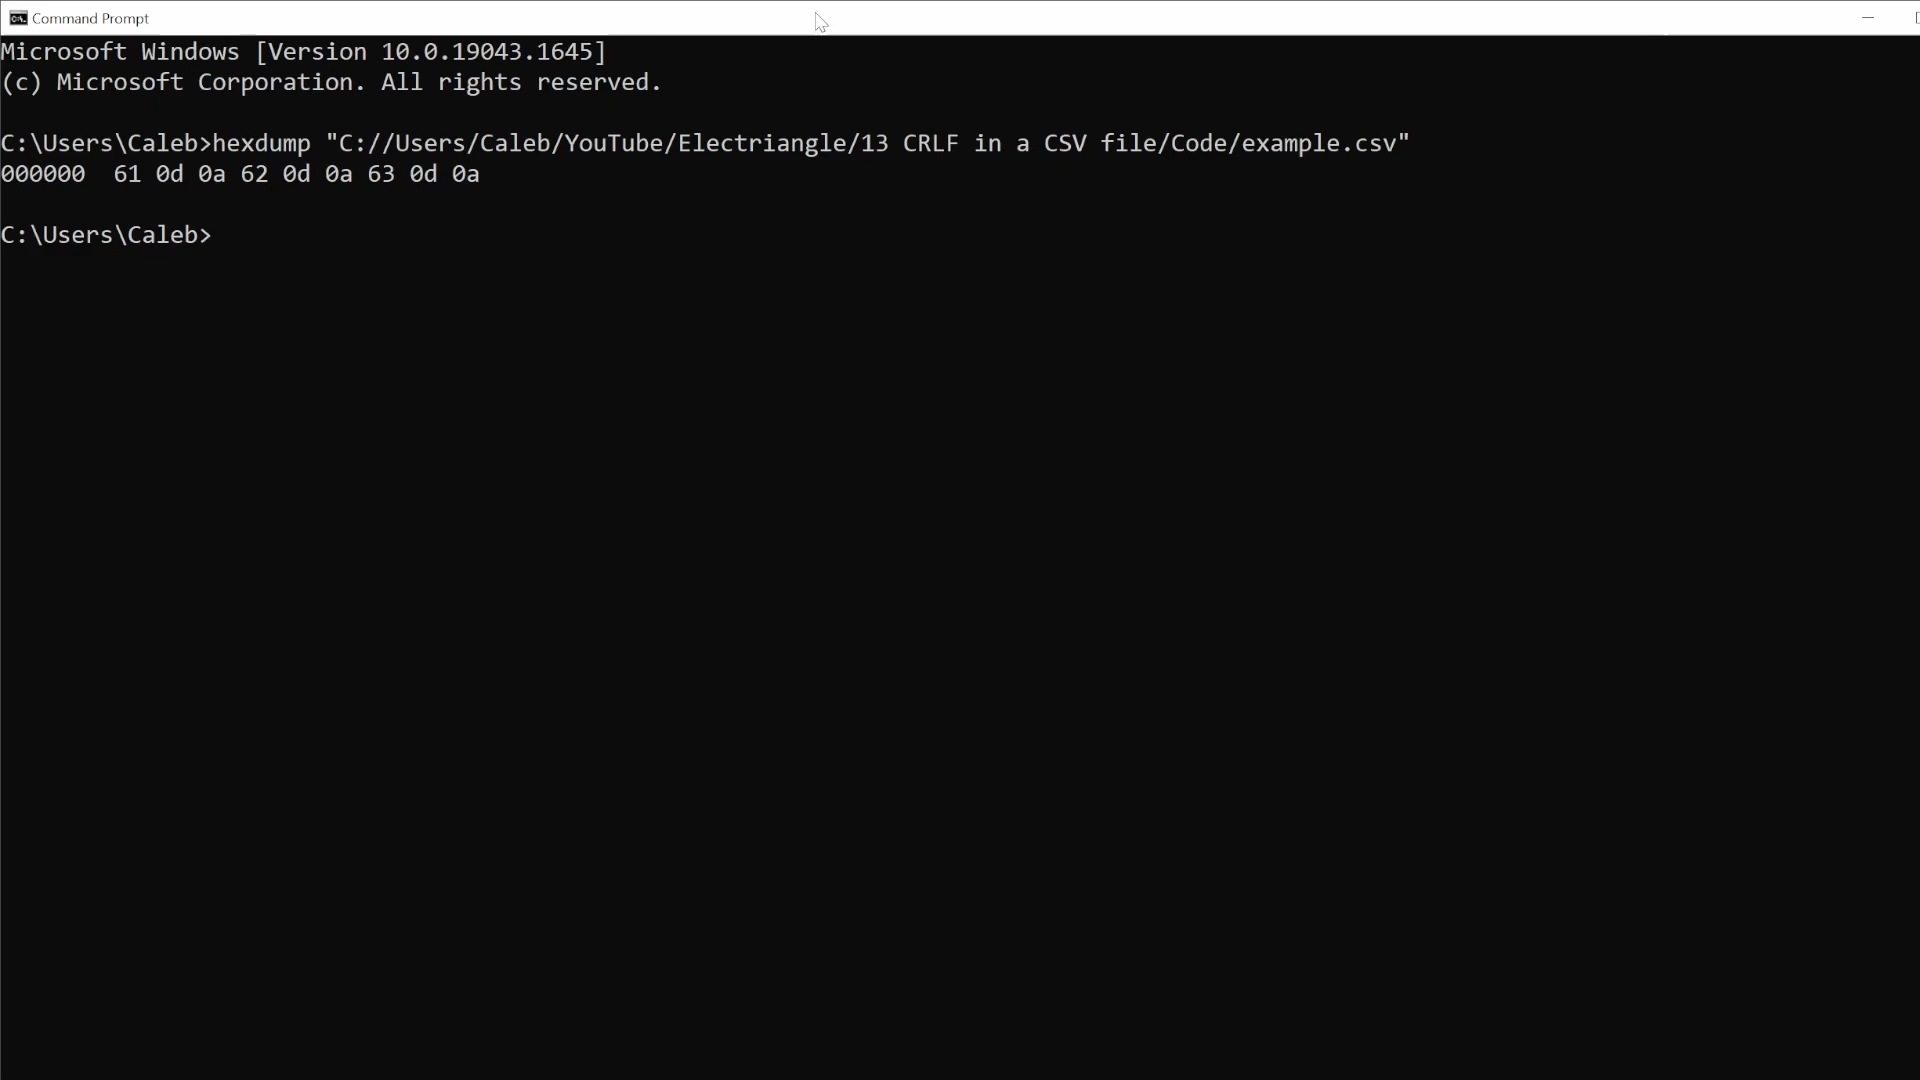 Command Prompt
Microsoft Windows [Version 10.0.19043.1645]
(c) Microsoft Corporation. All rights reserved.
C:\Users\Caleb>hexdump "C://Users/Caleb/YouTube/Electriangle/13 CRLF in a CSV file/Code/example.csv"
000000  61 0d 0a 62 0d 0a 63 0d 0a
C:\Users\Caleb>